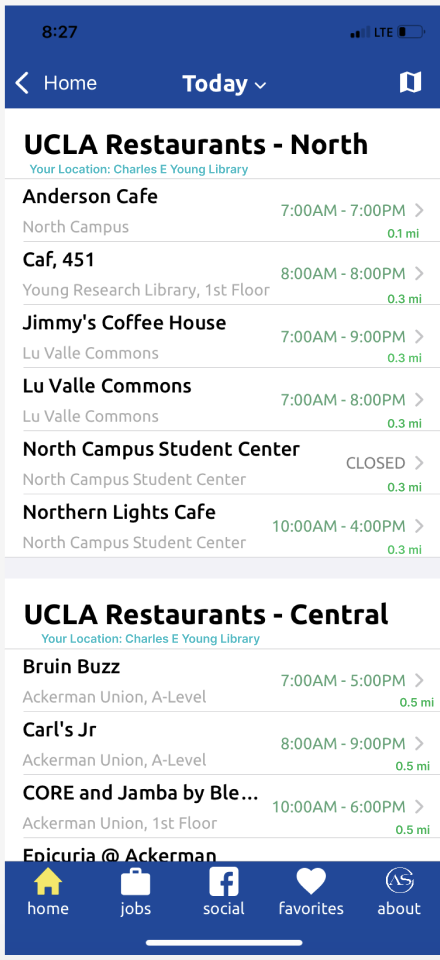 8:27
LTE
Home
Today
UCLA Restaurants - North
Your Location: Charles E Young Library
Anderson Cafe
7:00AM - 7:00PM
North Campus
0.1 mi
Caf, 451
8:00AM - 8:00PM
Young Research Library, 1st Floor
0.3 mi
Jimmy's Coffee House
7:00AM - 9:00PM
Lu Valle Commons
0.3 mi
Lu Valle Commons
7:00AM - 8:00PM
Lu Valle Commons
0.3 mi
North Campus Student Center
CLOSED
North Campus Student Center
0.3 mi
Northern Lights Cafe
10:00AM - 4:00PM
North Campus Student Center
0.3 mi
UCLA Restaurants - Central
Your Location: Charles E Young Library
Bruin Buzz
7:00AM - 5:00PM
Ackerman Union, A-Level
0.5 mi
Carl's Jr
8:00AM - 9:00PM
Ackerman Union, A-Level
0.5 mi
CORE and Jamba by Ble...
10:00AM - 6:00PM
Ackerman Union, 1st Floor
0.5 mi
Epicuria @ Ackerman
home jobs social favorites about